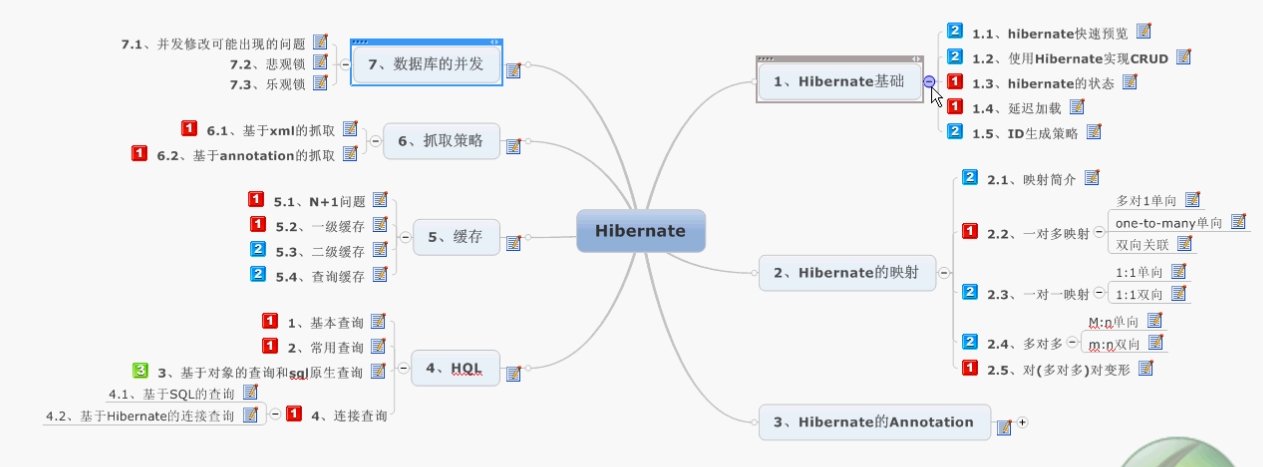 Hibernate
1、Hibernate基础
2 1.1、hibernate快速预览
2 1.2、使用Hibernate实现CRUD
1 1.3、hibernate的状态
1 1.4、延迟加载
2 1.5、ID生成策略
2、Hibernate的映射
2 2.1、映射简介
1 2.2、一对多映射
多对1单向
one-to-many单向
双向关联
2 2.3、一对一映射
1:1单向
1:1双向
2 2.4、多对多
M:n单向
m:n双向
1 2.5、对(多对多)对变形
3、Hibernate的Annotation
4、HQL
1 1、基本查询
1 2、常用查询
3 3、基于对象的查询和sql原生查询
1 4、连接查询
4.1、基于SQL的查询
4.2、基于Hibernate的连接查询
5、缓存
1 5.1、N+1问题
1 5.2、一级缓存
2 5.3、二级缓存
2 5.4、查询缓存
6、抓取策略
1 6.1、基于xml的抓取
1 6.2、基于annotation的抓取
7、数据库的并发
7.1、并发修改可能出现的问题
7.2、悲观锁
7.3、乐观锁